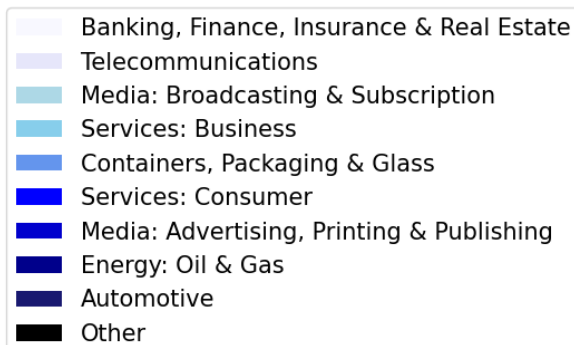 Banking, Finance, Insurance & Real Estate
Telecommunications
Media: Broadcasting & Subscription
Services: Business
Containers, Packaging & Glass
Services: Consumer
Media: Advertising, Printing & Publishing
Energy: Oil & Gas
Automotive
Other